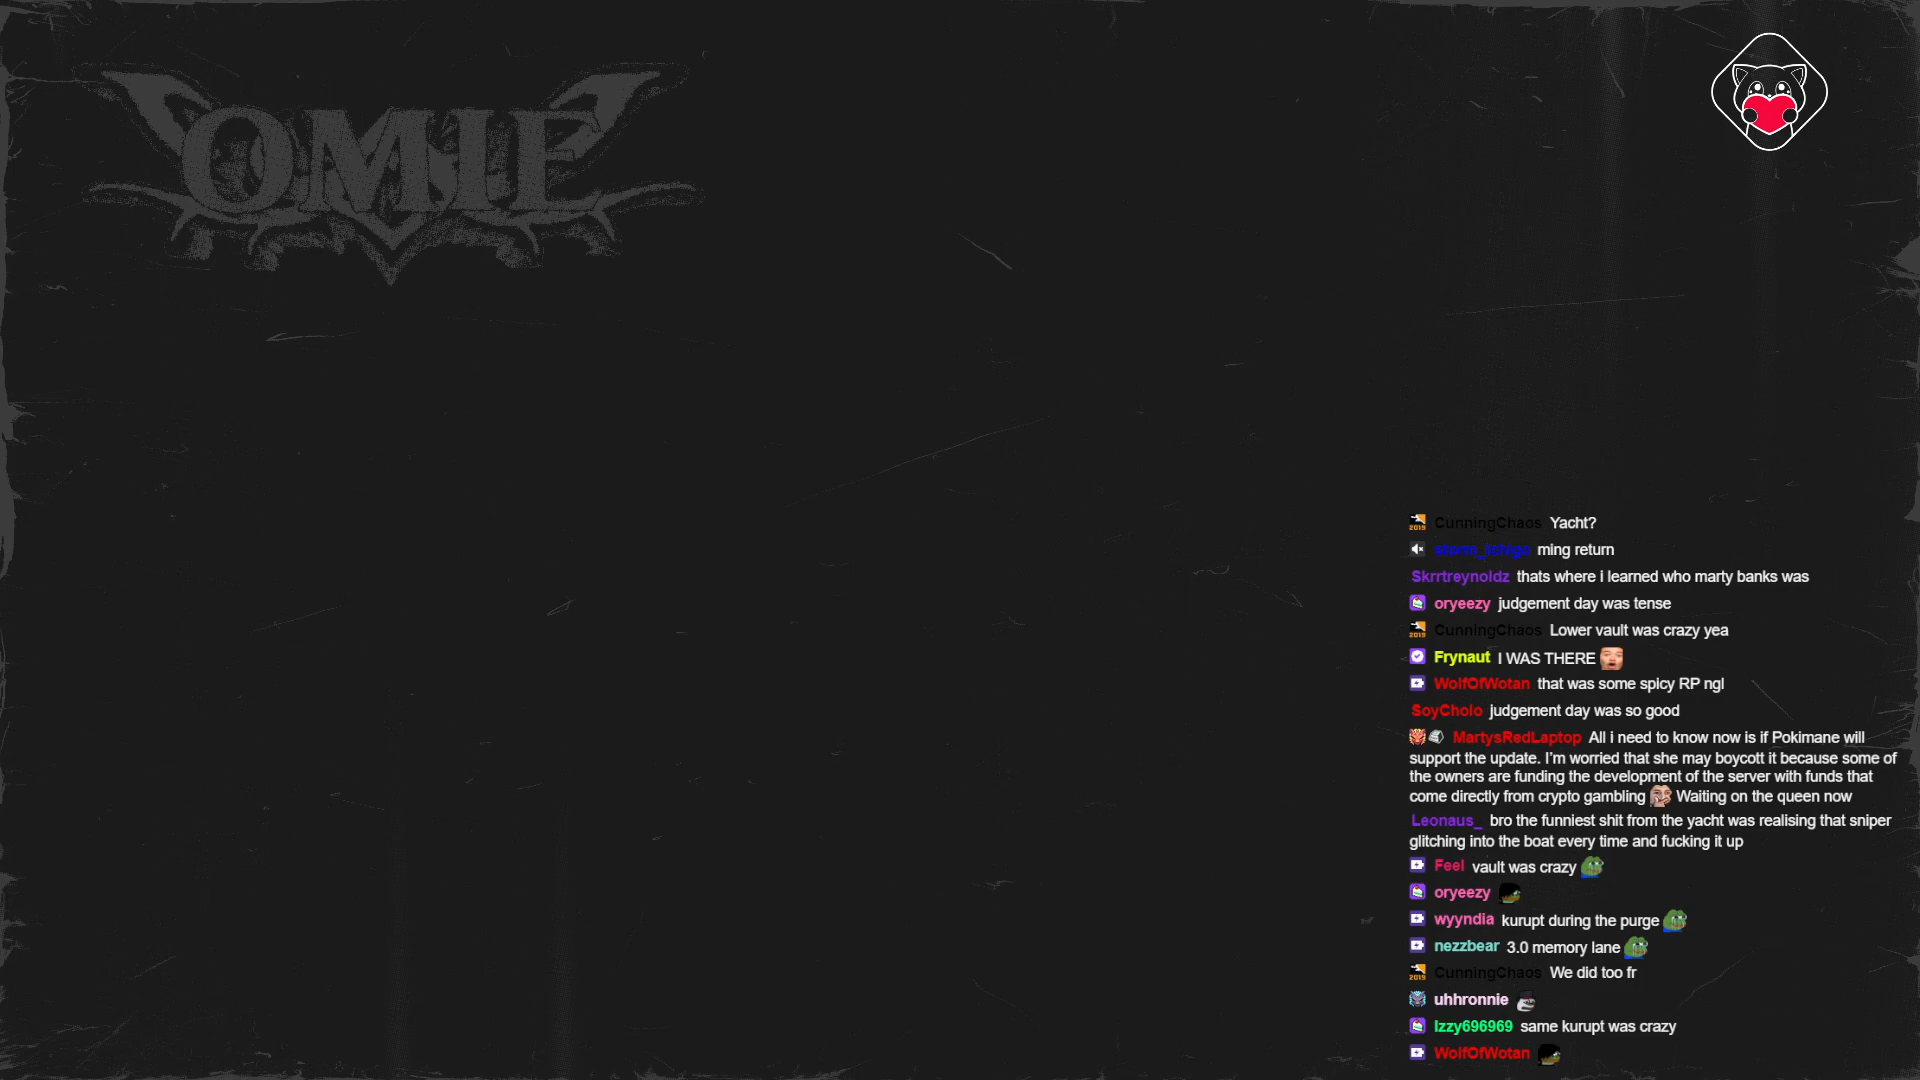 OMIE
2019 CunningChaos Yacht?
storm_ichigo ming return
Skrrtreynoldz thats where i learned who marty banks was
oryeezy judgement day was tense
2019 CunningChaos Lower vault was crazy yea
Frynaut I WAS THERE
WolfOfWotan that was some spicy RP ngl
SoyCholo judgement day was so good
MartysRedLaptop All i need to know now is if Pokimane will
support the update. I'm worried that she may boycott it because some of
the owners are funding the development of the server with funds that
come directly from crypto gambling Waiting on the queen now
Leonaus_ bro the funniest shit from the yacht was realising that sniper
glitching into the boat every time and fucking it up
Feel vault was crazy
oryeezy
wyyndia kurupt during the purge
nezzbear 3.0 memory lane
2019 CunningChaos We did too fr
uhhronnie
Izzy696969 same kurupt was crazy
WolfOfWotan